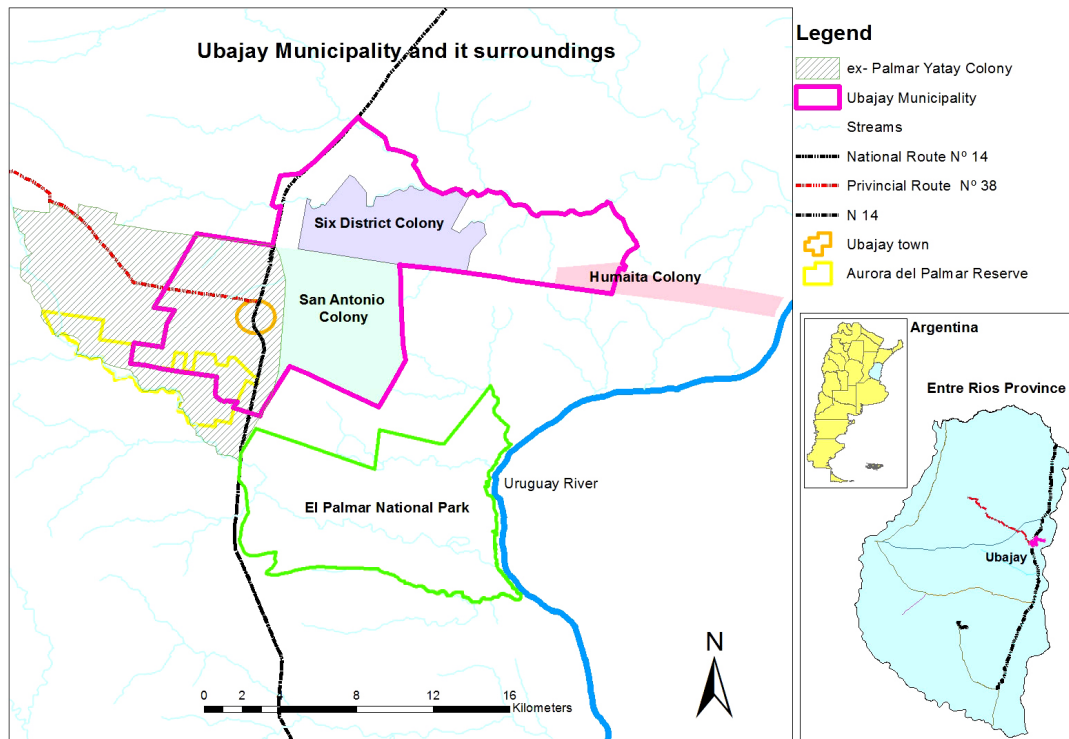 Ubajay Municipality and it surroundings
Six District Colony
Humaita Colony
San Antonio
Colony
Uruguay River
El Palmar National Park
N
0 2 4 8 12 16
Kilometers
Legend
ex- Palmar Yatay Colony
Ubajay Municipality
Streams
National Route Nº 14
Privincial Route Nº 38
N 14
Ubajay town
Aurora del Palmar Reserve
Argentina
Entre Rios Province
Ubajay